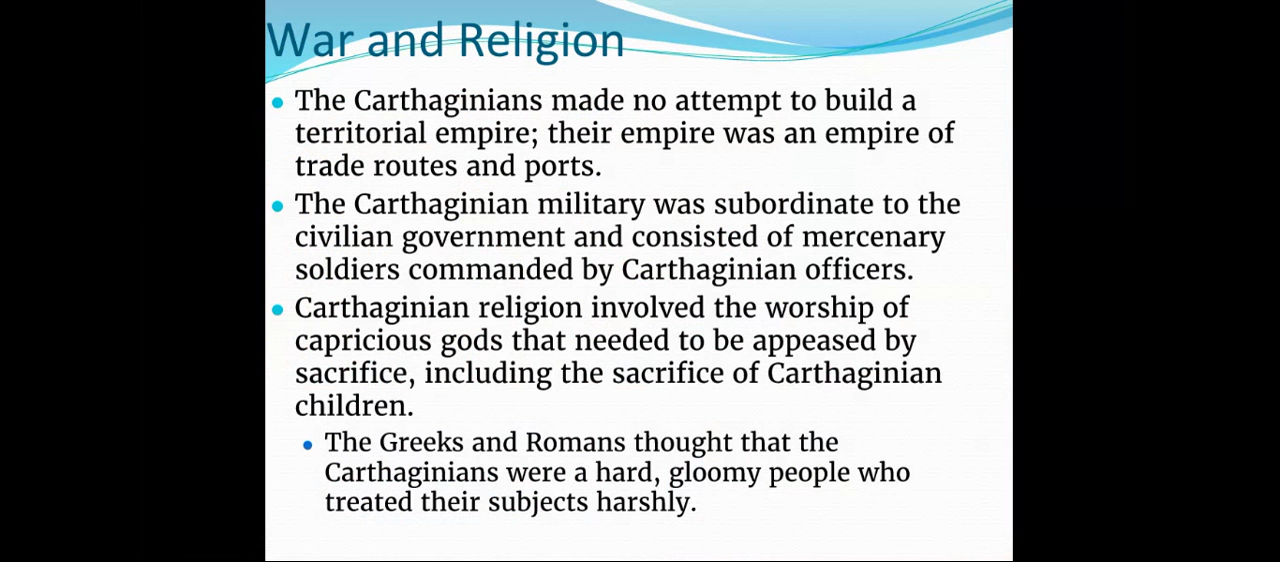 War and Religion
The Carthaginians made no attempt to build a
territorial empire; their empire was an empire of
trade routes and ports.
The Carthaginian military was subordinate to the
civilian government and consisted of mercenary
soldiers commanded by Carthaginian officers.
Carthaginian religion involved the worship of
capricious gods that needed to be appeased by
sacrifice, including the sacrifice of Carthaginian
children.
The Greeks and Romans thought that the
Carthaginians were a hard, gloomy people who
treated their subjects harshly.